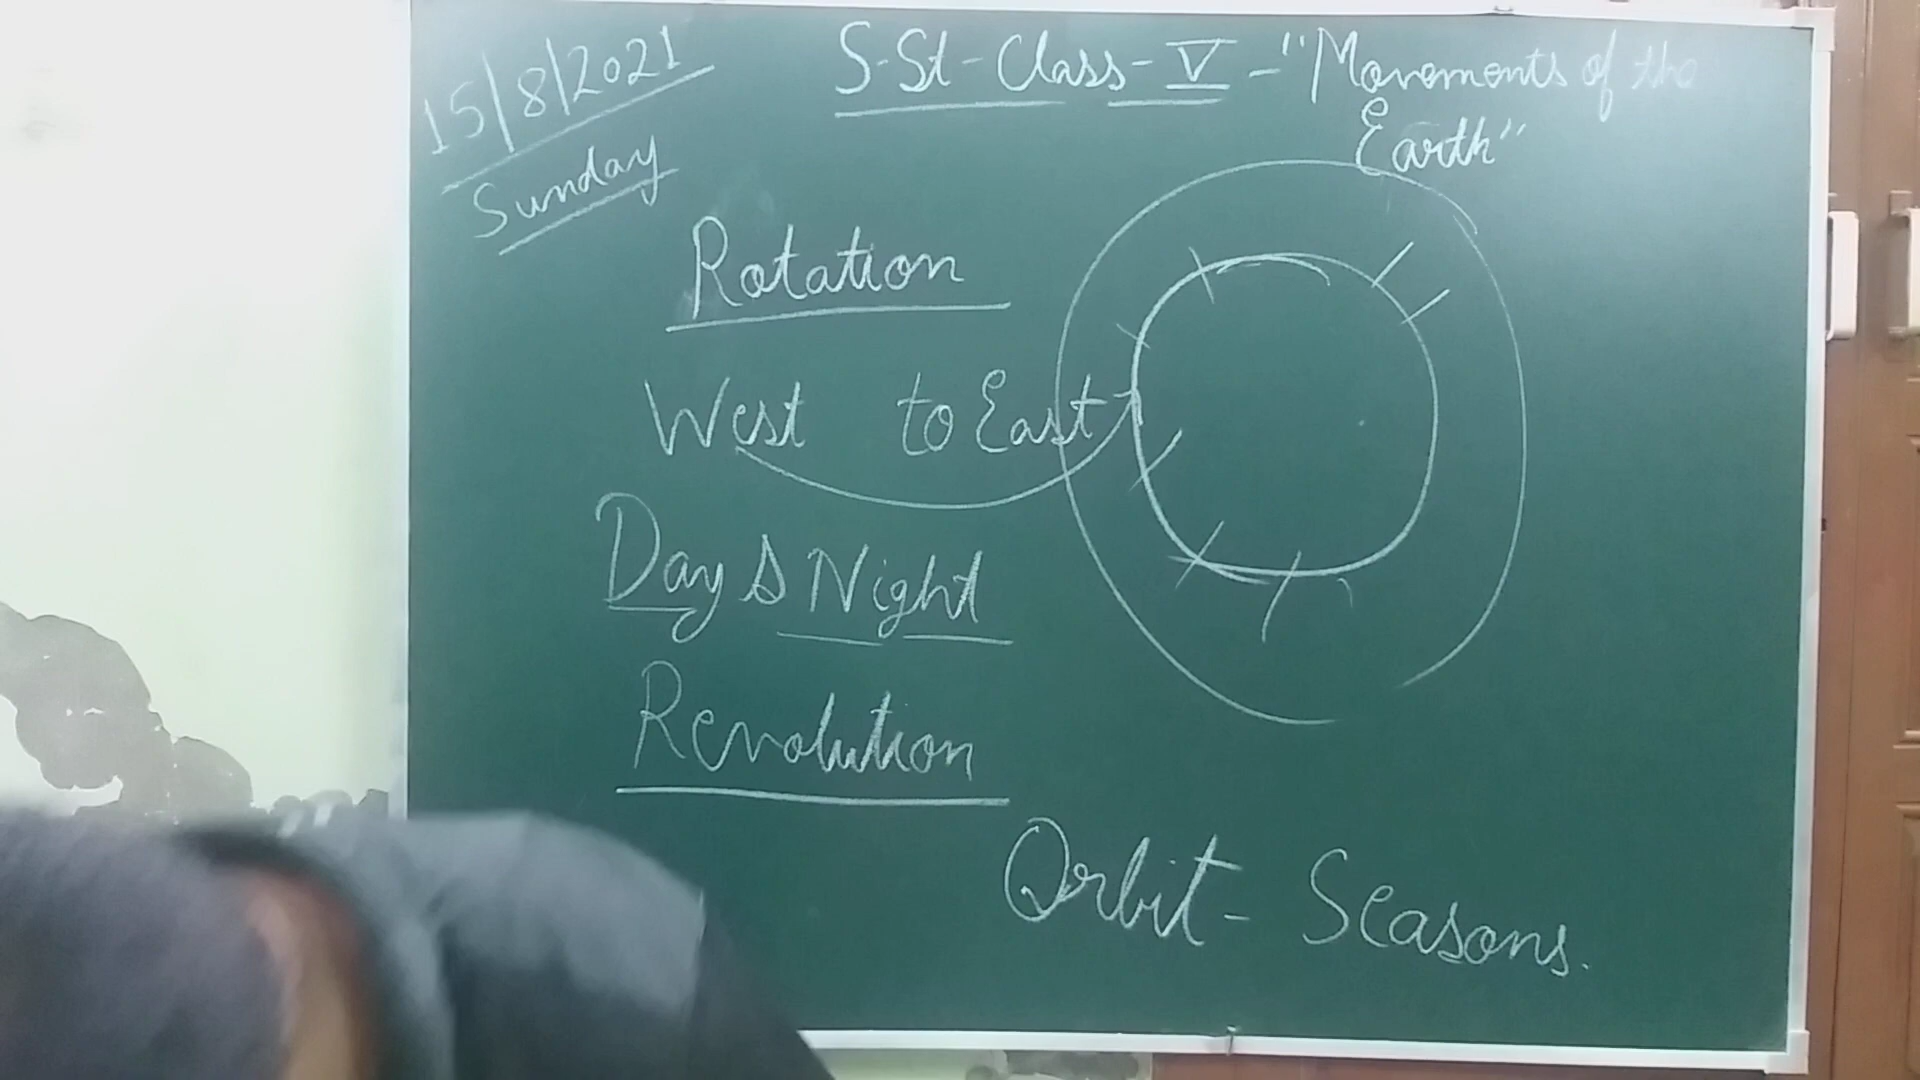 15/8/2021
Sunday
S-St-Class-V-"Movements of the
Earth"
Rotation
West to East
Day & Night
Revolution
Orbit- Seasons.